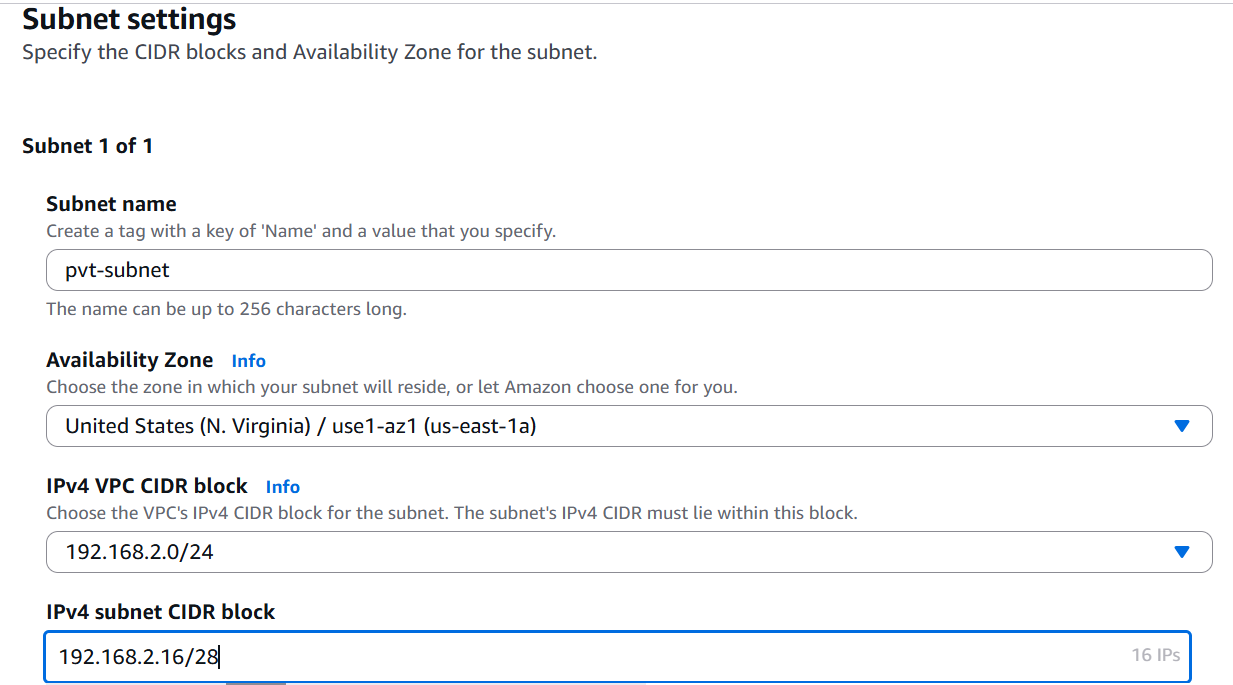 Subnet settings
Specify the CIDR blocks and Availability Zone for the subnet.
Subnet 1 of 1
Subnet name
Create a tag with a key of 'Name' and a value that you specify.
pvt-subnet
The name can be up to 256 characters long.
Availability Zone Info
Choose the zone in which your subnet will reside, or let Amazon choose one for you.
United States (N. Virginia) / use1-az1 (us-east-1a)
IPv4 VPC CIDR block Info
Choose the VPC's IPv4 CIDR block for the subnet. The subnet's IPv4 CIDR must lie within this block.
192.168.2.0/24
IPv4 subnet CIDR block
192.168.2.16/28 16 IPs